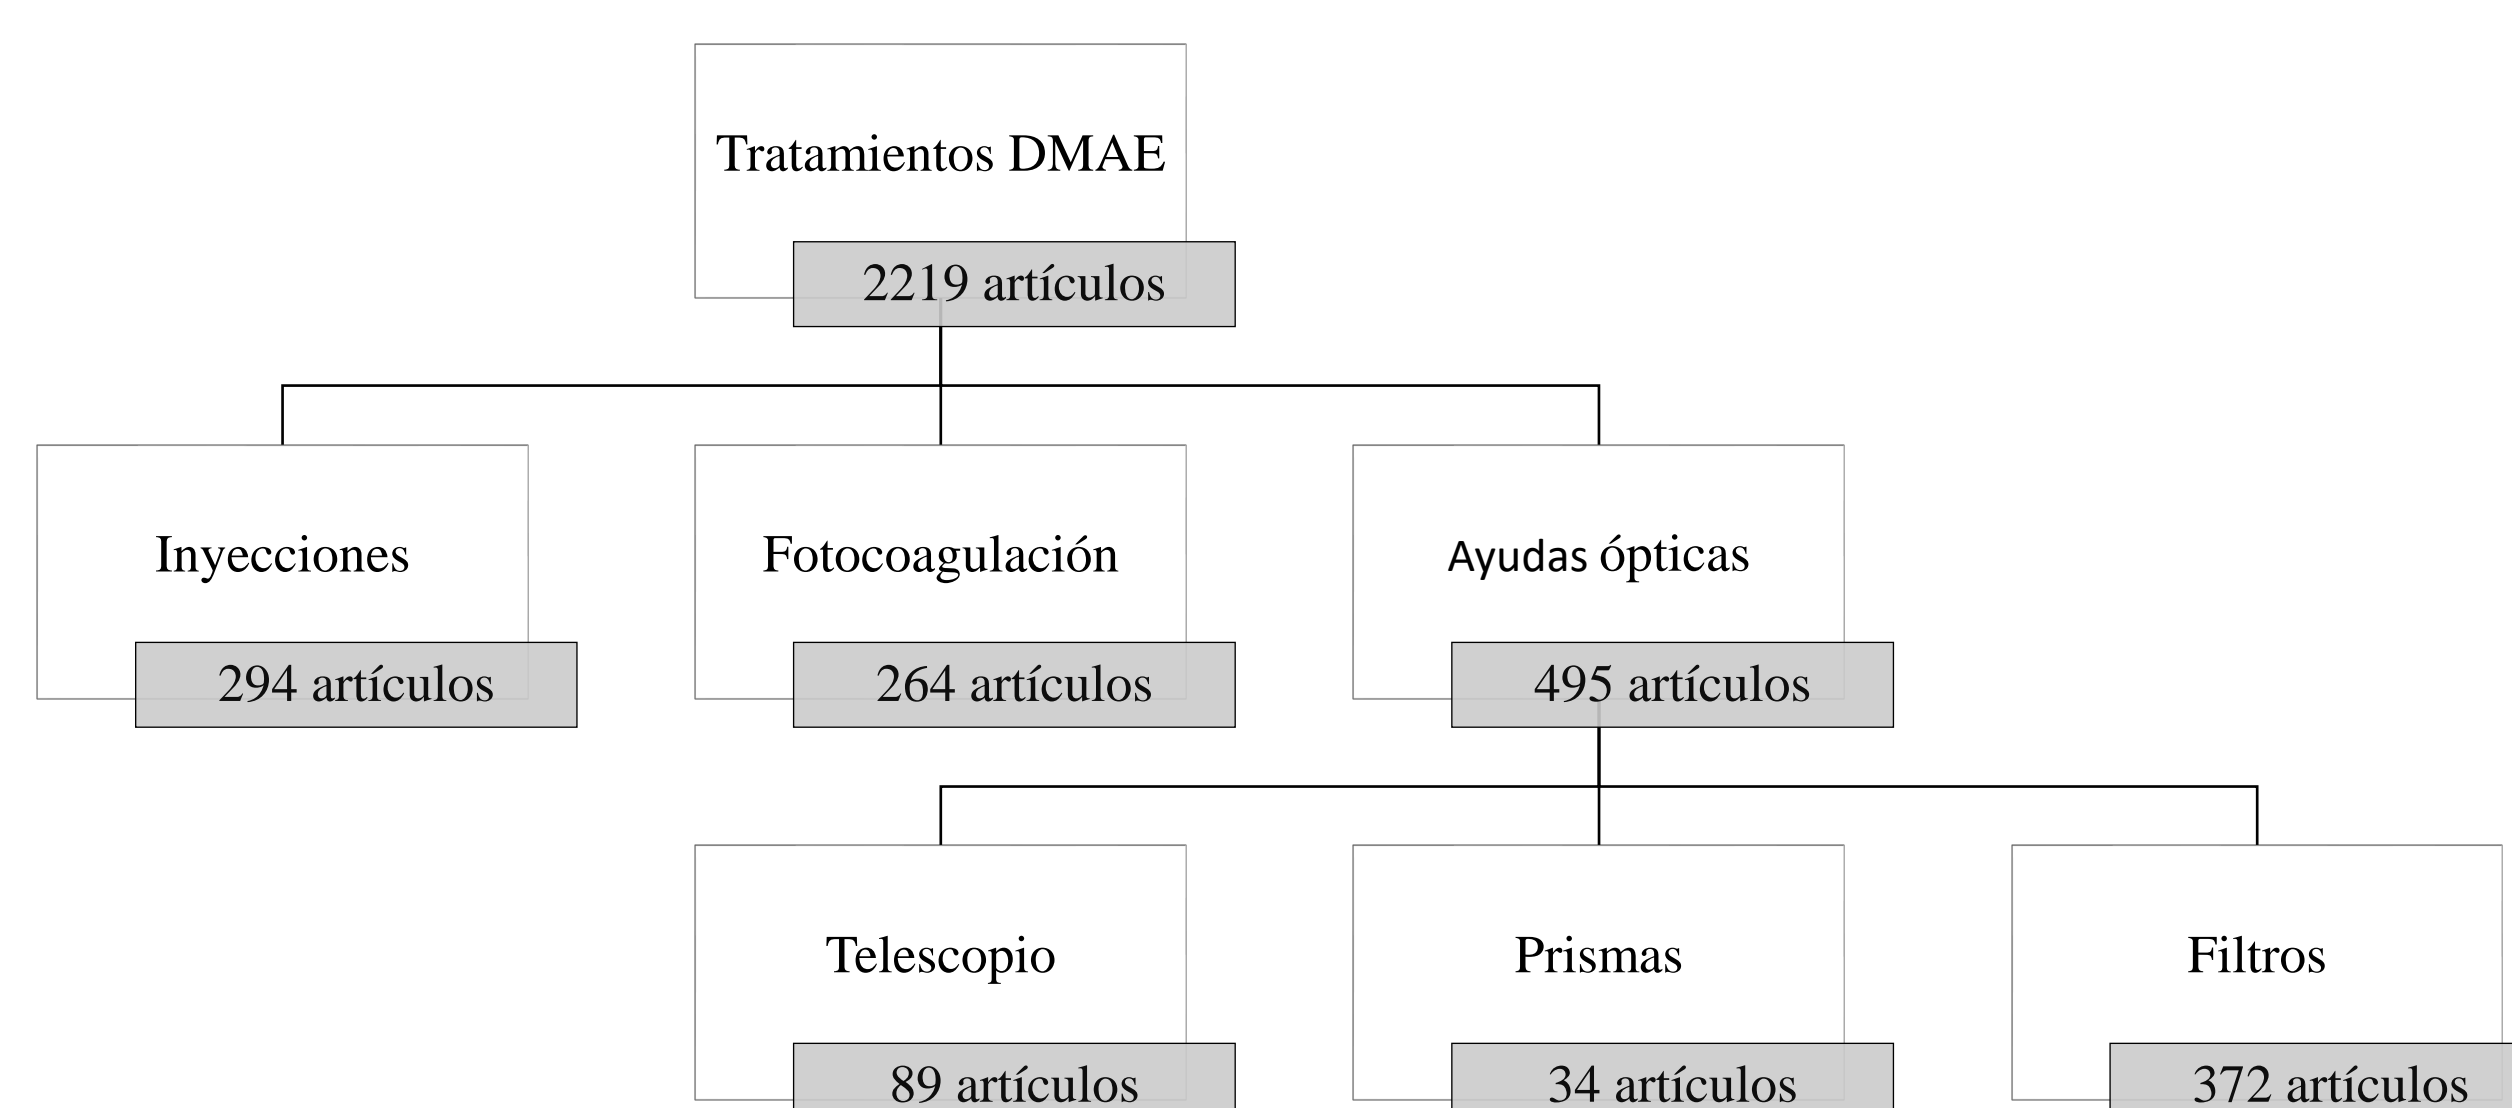 Tratamientos DMAE
2219 artículos
Inyecciones
294 artículos
Fotocoagulación
264 artículos
Ayudas ópticas
495 artículos
Telescopio
89 artículos
Prismas
34 artículos
Filtros
372 artículos